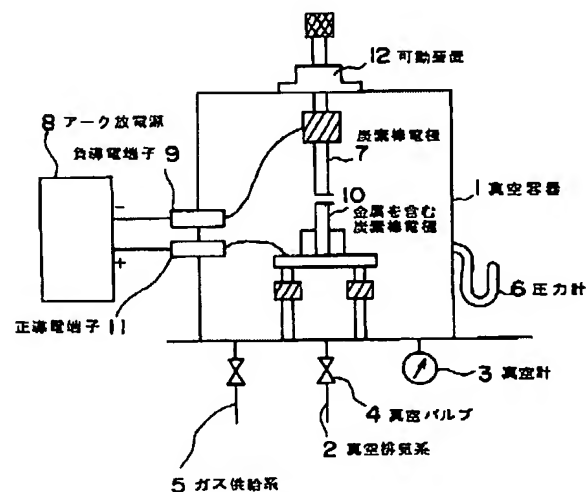 12 可動装置
8 アーク放電源
負導電端子 9
炭素棒電極
7
10
金属を含む
炭素棒電極
1 真空容器
−
+
6 圧力計
正導電端子 11
3 真空計
4 真空バルブ
2 真空排気系
5 ガス供給系